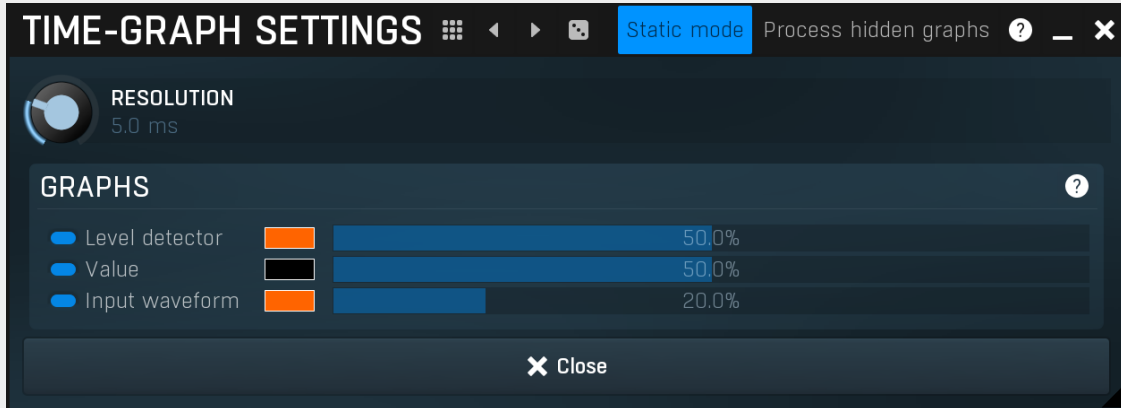 TIME-GRAPH SETTINGS Static mode Process hidden graphs ?
RESOLUTION
5.0 ms
GRAPHS ?
Level detector 50.0%
Value 50.0%
Input waveform 20.0%
Close